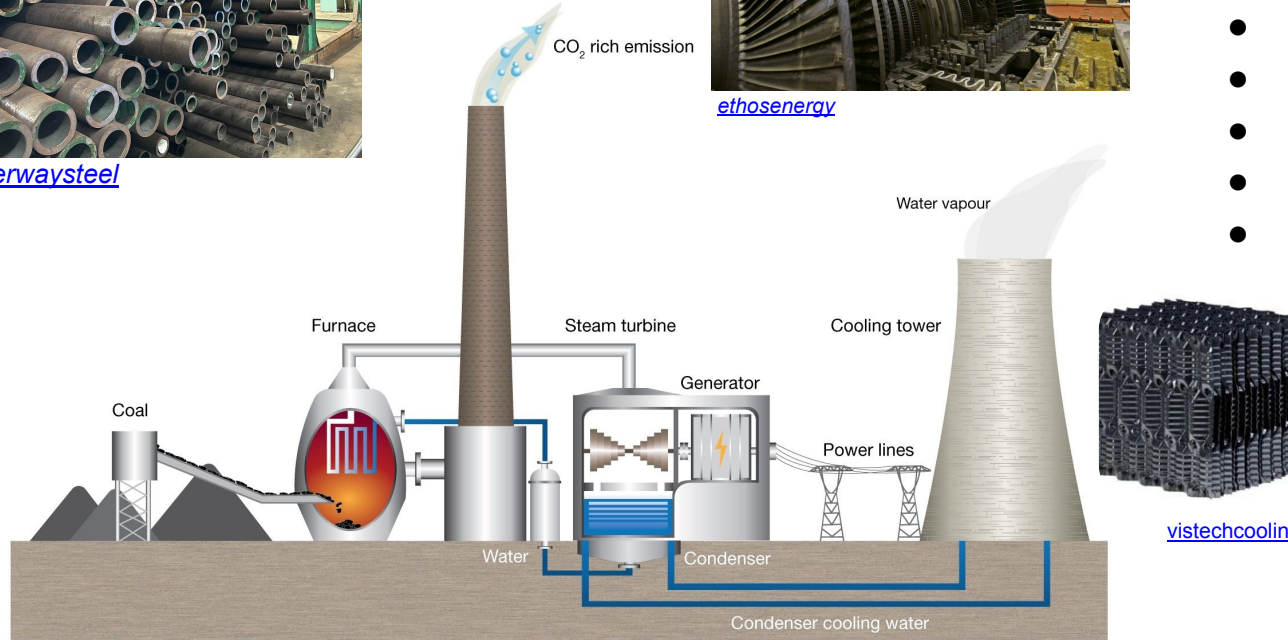 CO2 rich emission
ethosenergy
erwaysteel
Water vapour
Furnace
Steam turbine
Cooling tower
Generator
Coal
Power lines
Water
Condenser
vistechcoolin
Condenser cooling water